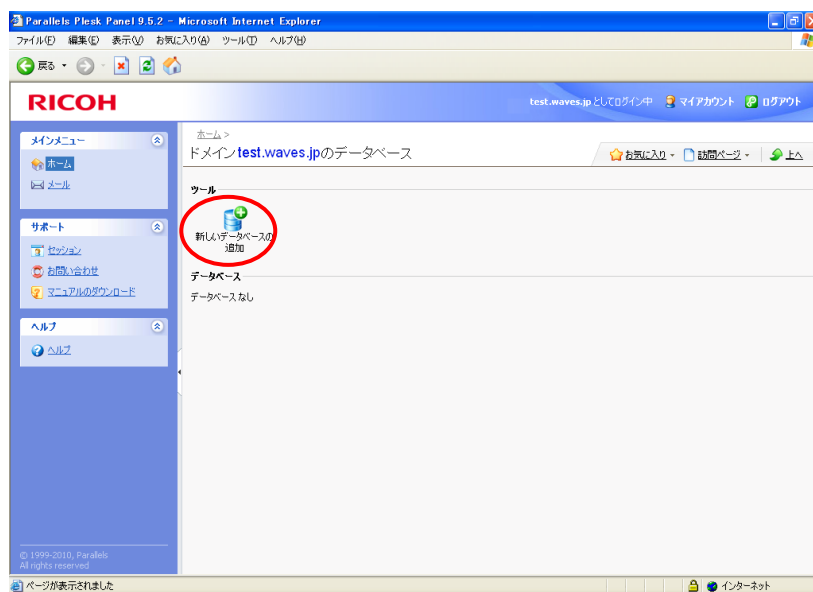 Parallels Plesk Panel 9.5.2 - Microsoft Internet Explorer
ファイル(F) 編集(E) 表示(V) お気に入り(A) ツール(T) ヘルプ(H)
戻る
RICOH
test.waves.jp としてログイン中 マイアカウント ログアウト
メインメニュー
ホーム
メール
サポート
セッション
お問い合わせ
マニュアルのダウンロード
ヘルプ
ヘルプ
© 1999-2010, Parallels
All rights reserved
ホーム >
ドメインtest.waves.jpのデータベース
お気に入り 訪問ページ 上へ
ツール
新しいデータベースの
追加
データベース
データベースなし
ページが表示されました
インターネット